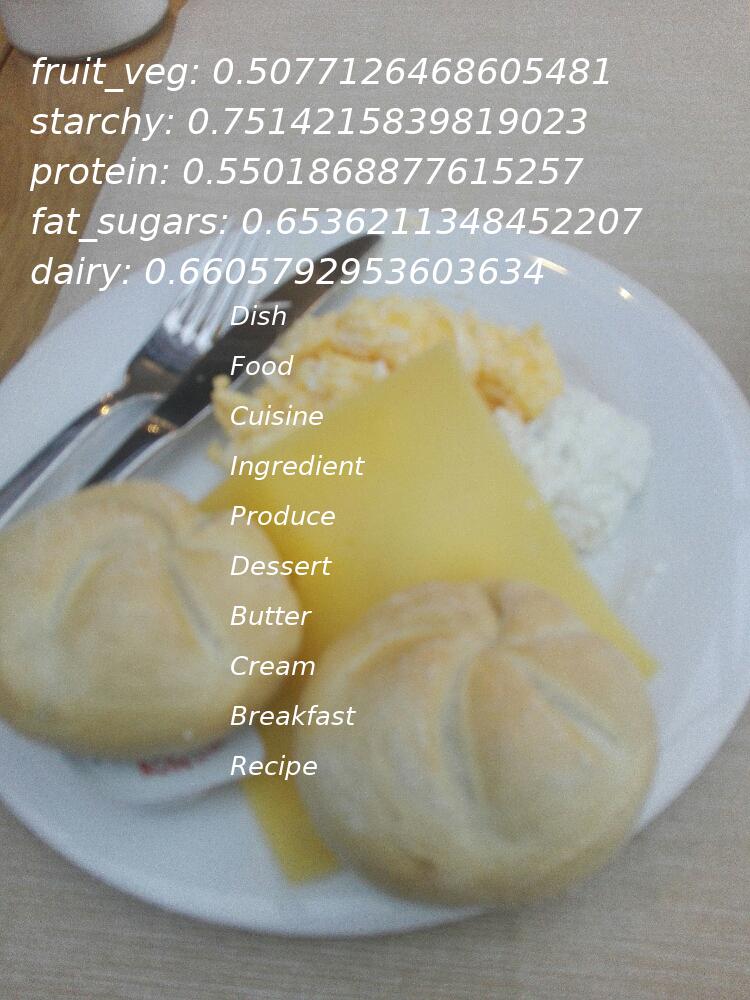 fruit_veg: 0.5077126468605481
starchy: 0.7514215839819023
protein: 0.5501868877615257
fat_sugars: 0.6536211348452207
dairy: 0.6605792953603634
Dish
Food
Cuisine
Ingredient
Produce
Dessert
Butter
Cream
Breakfast
Recipe